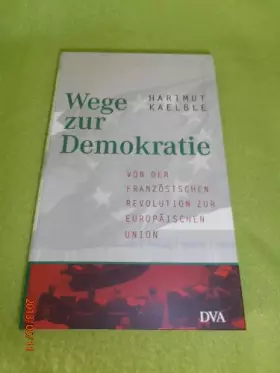 HARTMUT
KAELBLE
Wege
zur
Demokratie
VON DER
FRANZÖSISCHEN
REVOLUTION ZUR
EUROPÄISCHEN
UNION
DVA